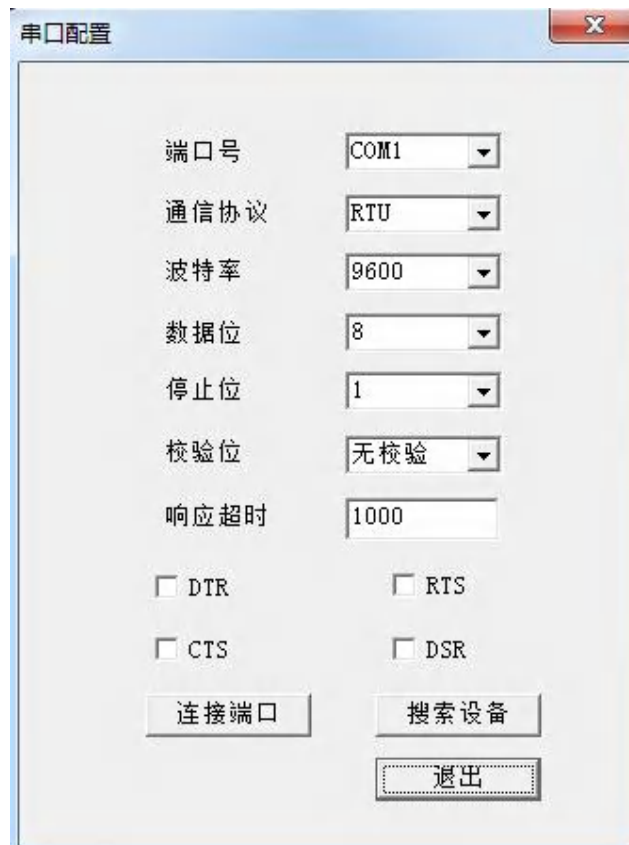 串口配置
端口号 COM1
通信协议 RTU
波特率 9600
数据位 8
停止位 1
校验位 无校验
响应超时 1000
DTR RTS
CTS DSR
连接端口 搜索设备
退出